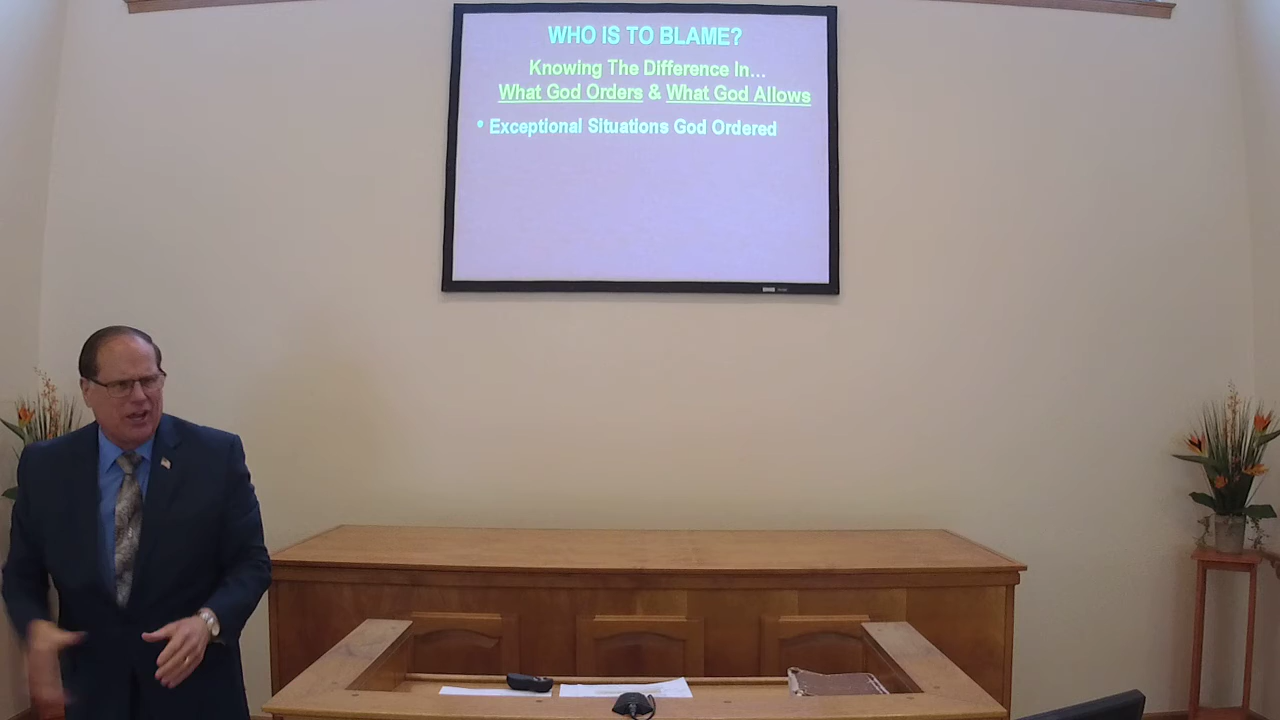 WHO IS TO BLAME?
Knowing The Difference In...
What God Orders & What God Allows
• Exceptional Situations God Ordered